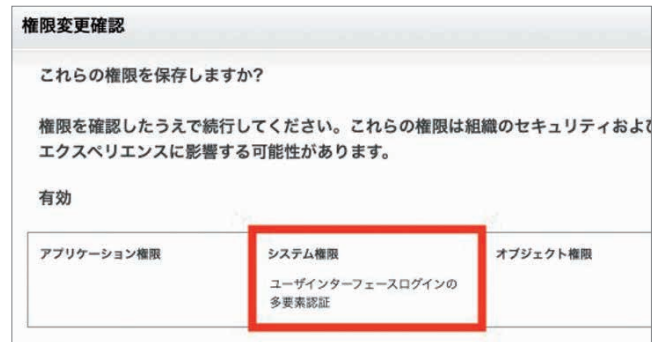 権限変更確認
これらの権限を保存しますか?
権限を確認したうえで続行してください。これらの権限は組織のセキュリティおよび
エクスペリエンスに影響する可能性があります。
有効
アプリケーション権限
システム権限
オブジェクト権限
ユーザインターフェースログインの
多要素認証